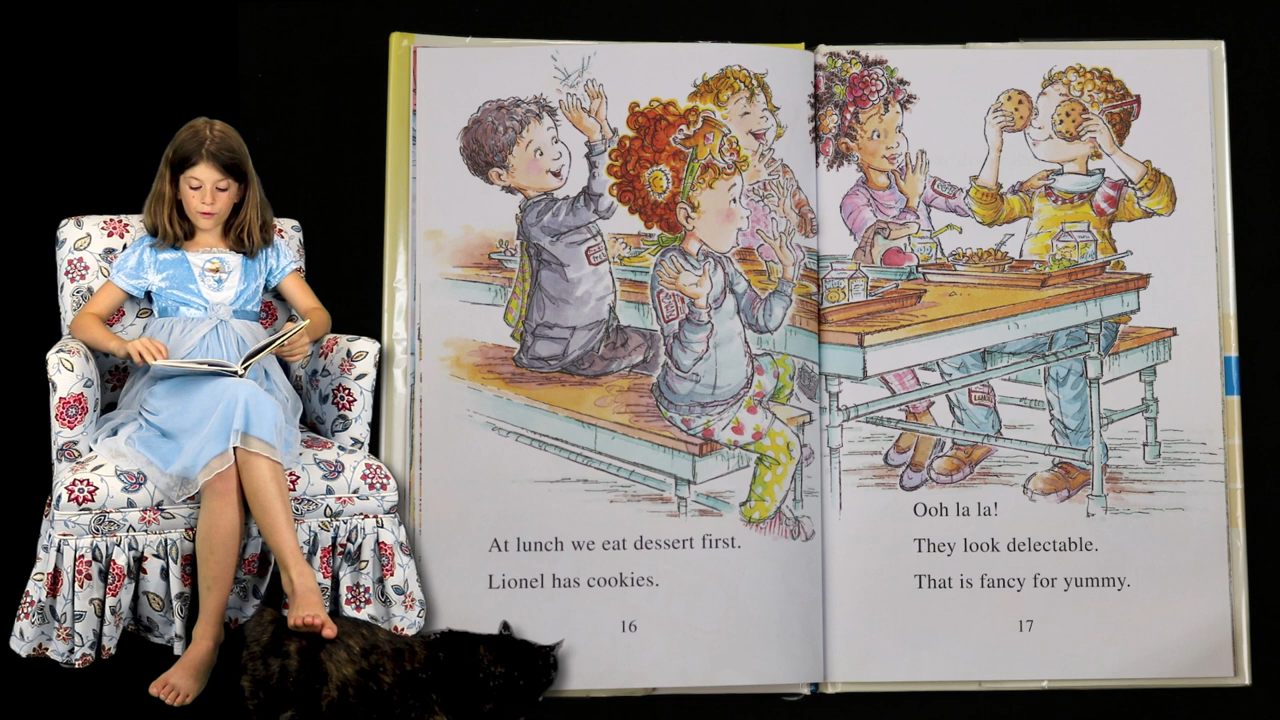 At lunch we eat dessert first.
Lionel has cookies.
16
Ooh la la!
They look delectable.
That is fancy for yummy.
17